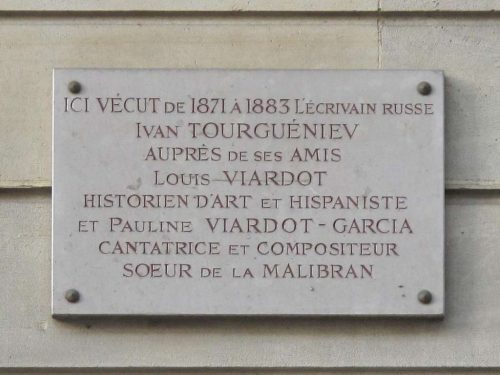 ICI VÉCUT DE 1871 À 1883 L'ÉCRIVAIN RUSSE
IVAN TOURGUÉNIEV
AUPRÈS DE SES AMIS
LOUIS VIARDOT
HISTORIEN D'ART ET HISPANISTE
ET PAULINE VIARDOT-GARCIA
CANTATRICE ET COMPOSITEUR
SOEUR DE LA MALIBRAN